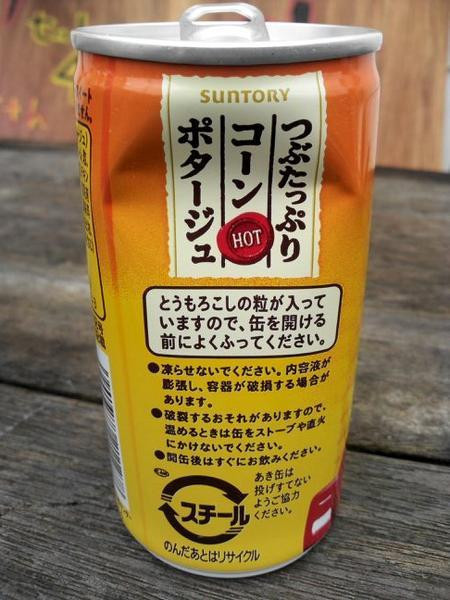 SUNTORY
つぶたっぷり
コーン
ポタージュ
HOT
とうもろこしの粒が入って
いますので、缶を開ける
前によくふってください。
●凍らせないでください。内容液が
膨張し、容器が破損する場合が
あります。
●破裂するおそれがありますので、
温めるときは缶をストーブや直火
にかけないでください。
●開缶後はすぐにお飲みください。
あき缶は
投げすてない
ようご協力
ください。
スチール
のんだあとはリサイクル